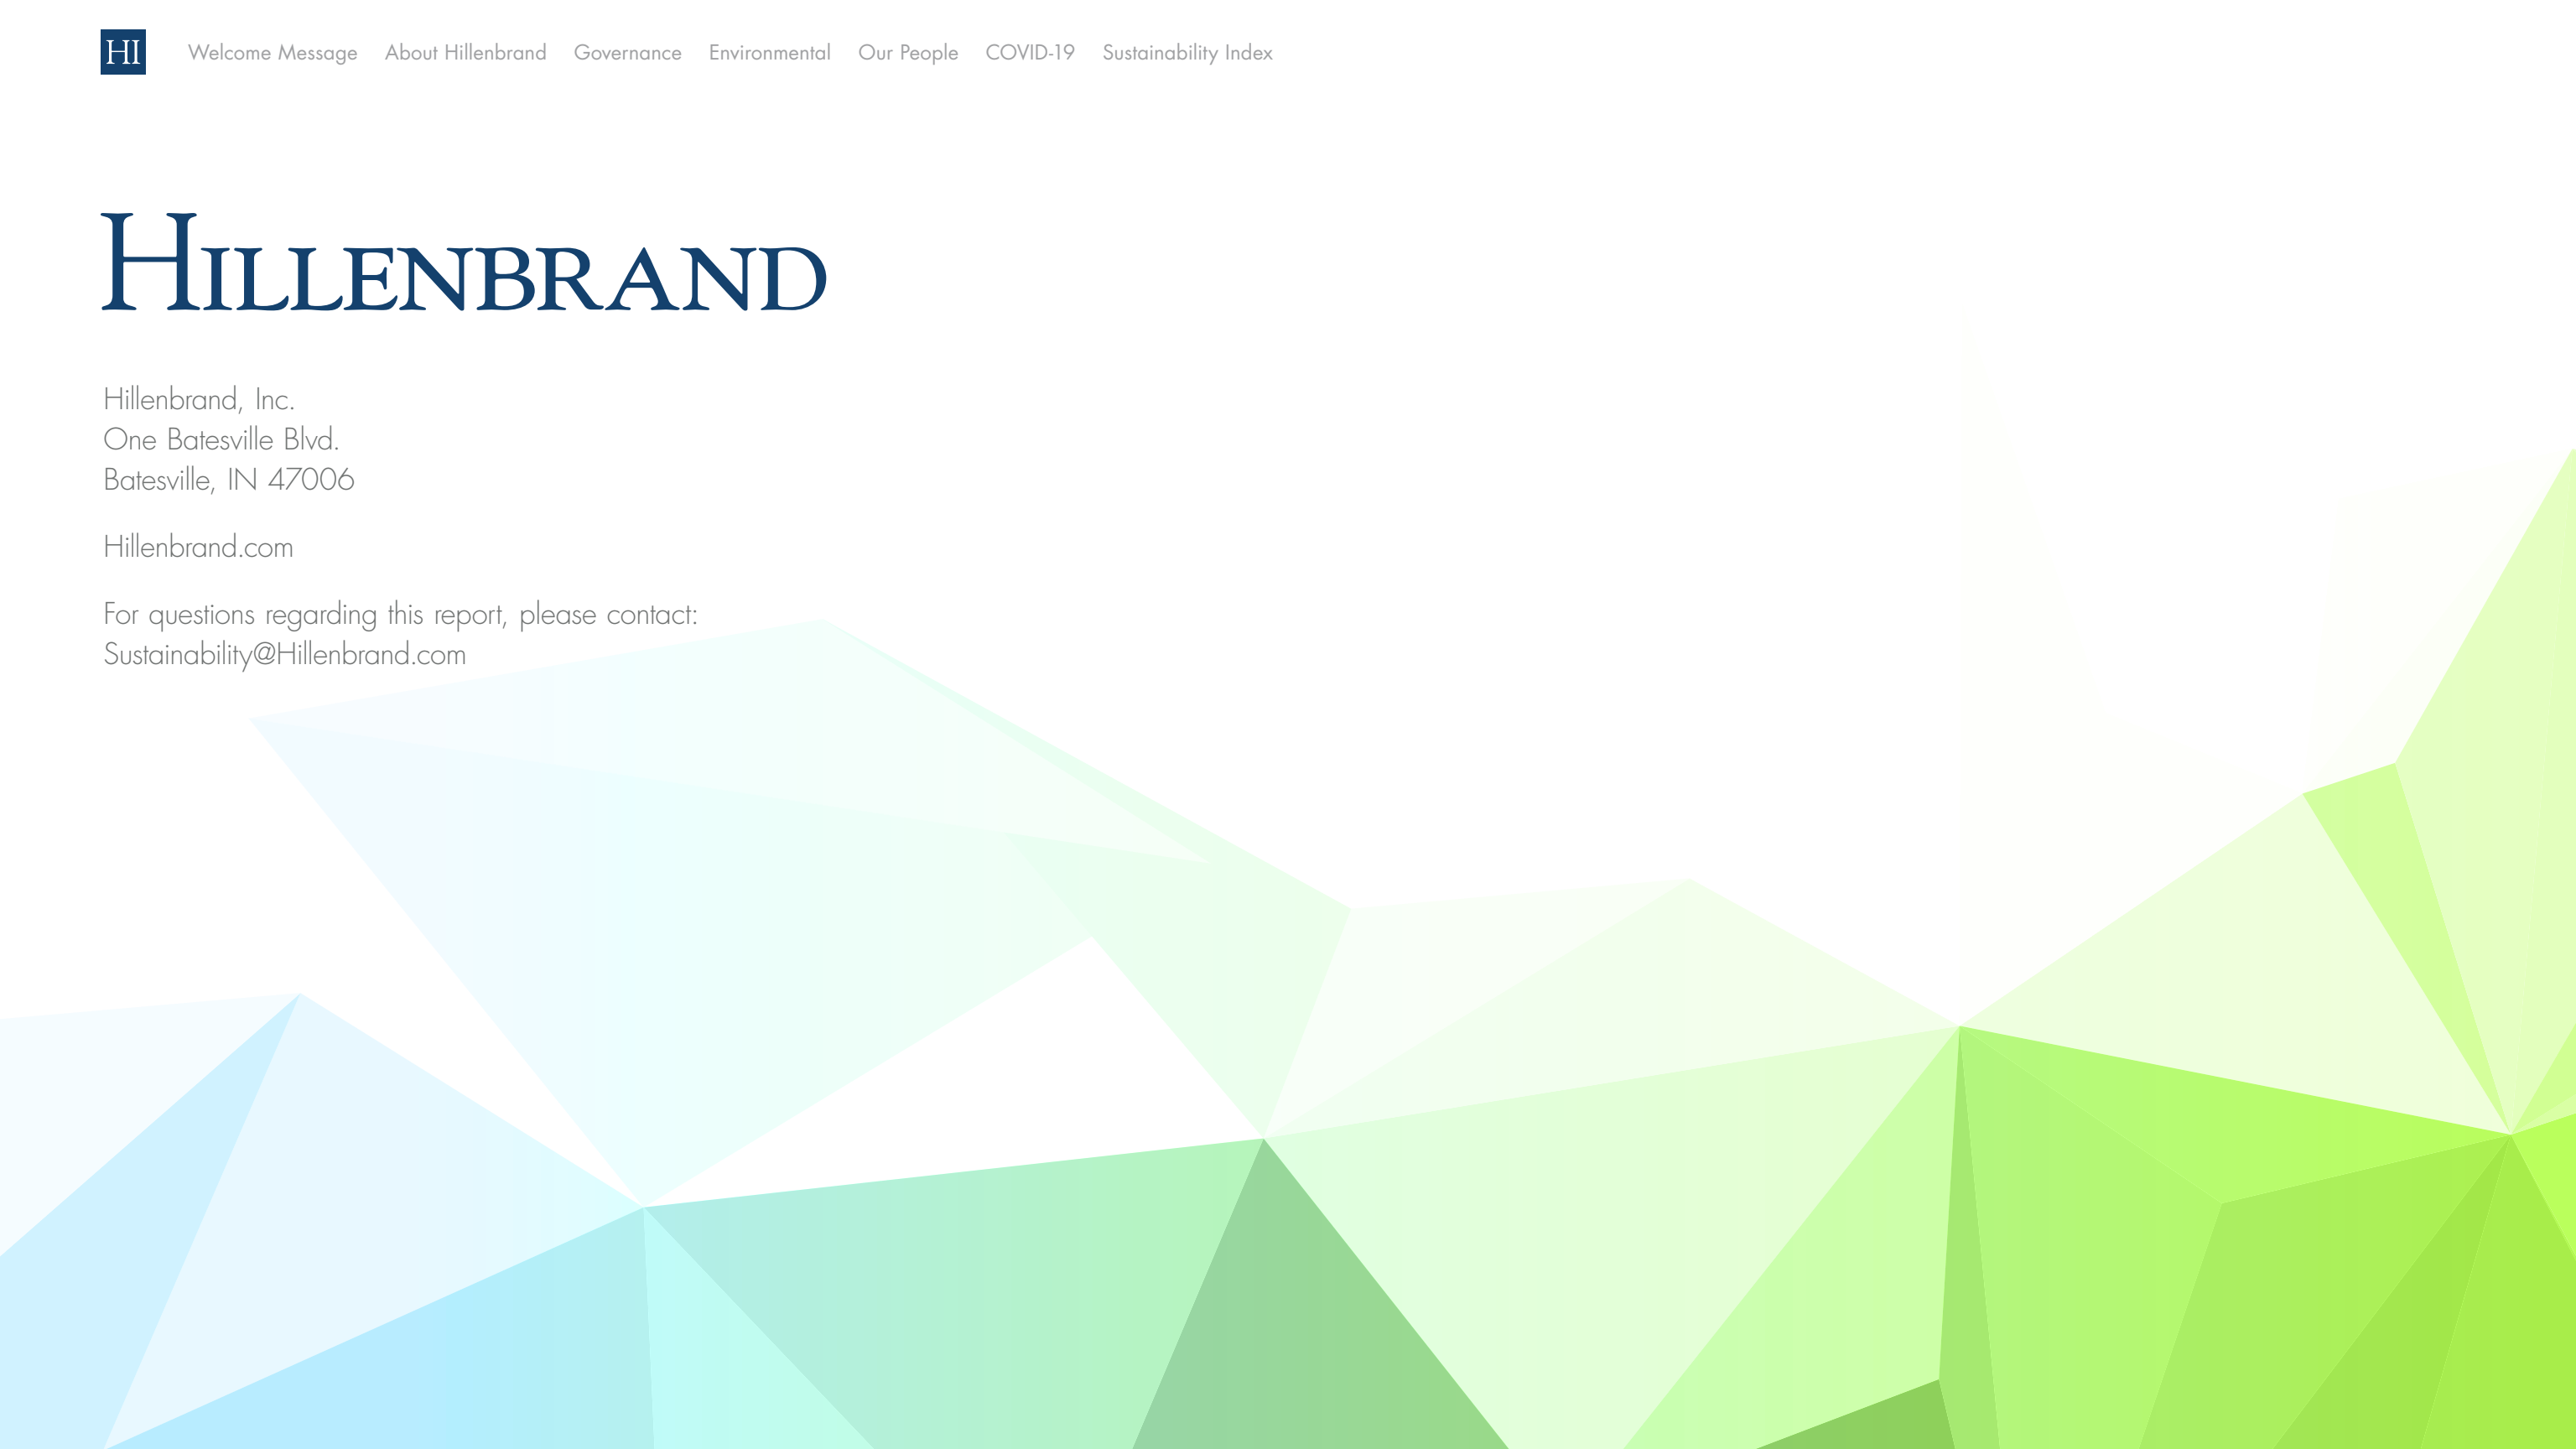 HI Welcome Message About Hillenbrand Governance Environmental Our People COVID-19 Sustainability Index
HILLENBRAND
Hillenbrand, Inc.
One Batesville Blvd.
Batesville, IN 47006
Hillenbrand.com
For questions regarding this report, please contact:
Sustainability@Hillenbrand.com